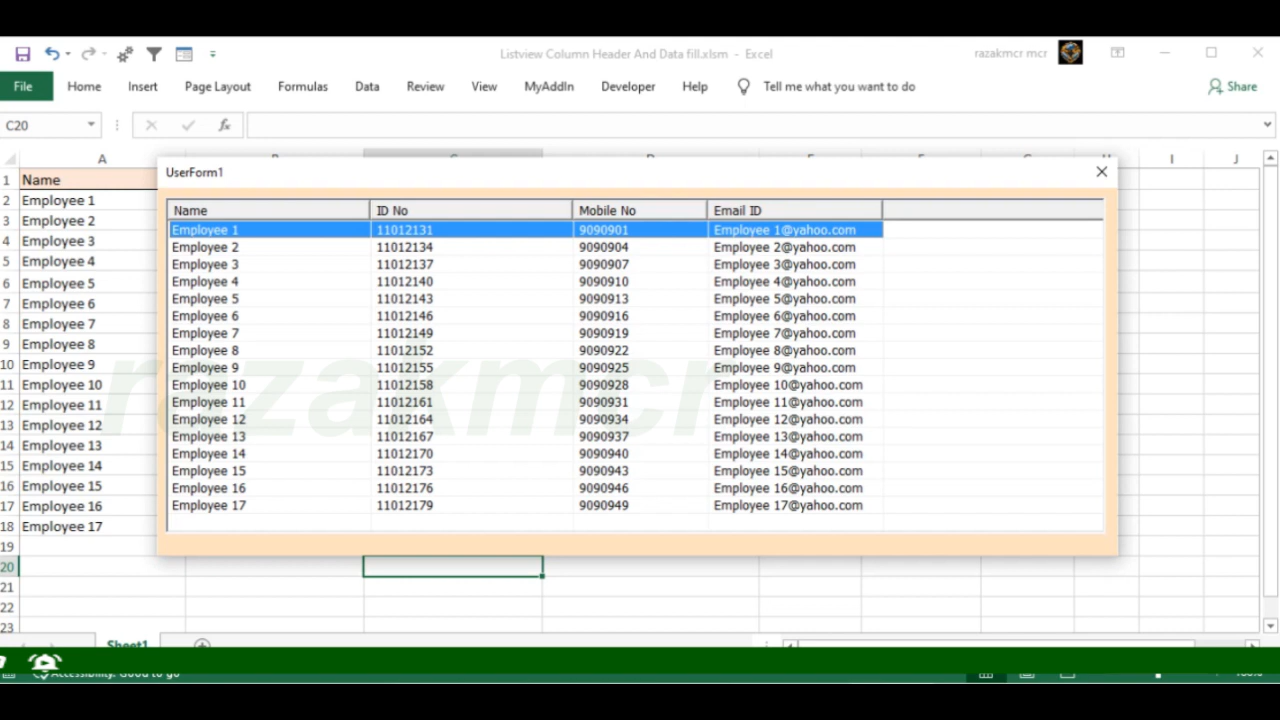 Listview Column Header And Data fill.xlsm - Excel
razakmcr mcr
File Home Insert Page Layout Formulas Data Review View MyAddIn Developer Help Tell me what you want to do Share
C20 fx
A I J
UserForm1
1 Name
2 Employee 1
3 Employee 2
4 Employee 3
5 Employee 4
6 Employee 5
7 Employee 6
8 Employee 7
9 Employee 8
10 Employee 9
11 Employee 10
12 Employee 11
13 Employee 12
14 Employee 13
15 Employee 14
16 Employee 15
17 Employee 16
18 Employee 17
19
20
21
22
23
Name ID No Mobile No Email ID
Employee 1 11012131 9090901 Employee 1@yahoo.com
Employee 2 11012134 9090904 Employee 2@yahoo.com
Employee 3 11012137 9090907 Employee 3@yahoo.com
Employee 4 11012140 9090910 Employee 4@yahoo.com
Employee 5 11012143 9090913 Employee 5@yahoo.com
Employee 6 11012146 9090916 Employee 6@yahoo.com
Employee 7 11012149 9090919 Employee 7@yahoo.com
Employee 8 11012152 9090922 Employee 8@yahoo.com
Employee 9 11012155 9090925 Employee 9@yahoo.com
Employee 10 11012158 9090928 Employee 10@yahoo.com
Employee 11 11012161 9090931 Employee 11@yahoo.com
Employee 12 11012164 9090934 Employee 12@yahoo.com
Employee 13 11012167 9090937 Employee 13@yahoo.com
Employee 14 11012170 9090940 Employee 14@yahoo.com
Employee 15 11012173 9090943 Employee 15@yahoo.com
Employee 16 11012176 9090946 Employee 16@yahoo.com
Employee 17 11012179 9090949 Employee 17@yahoo.com
razakmcr
Sheet1
Accessibility: Good to go